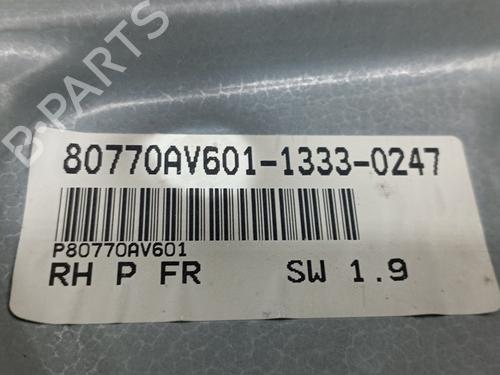 B-PARTS
80770AV601-1333-0247
P80770AV601
RH P FR SW 1.9